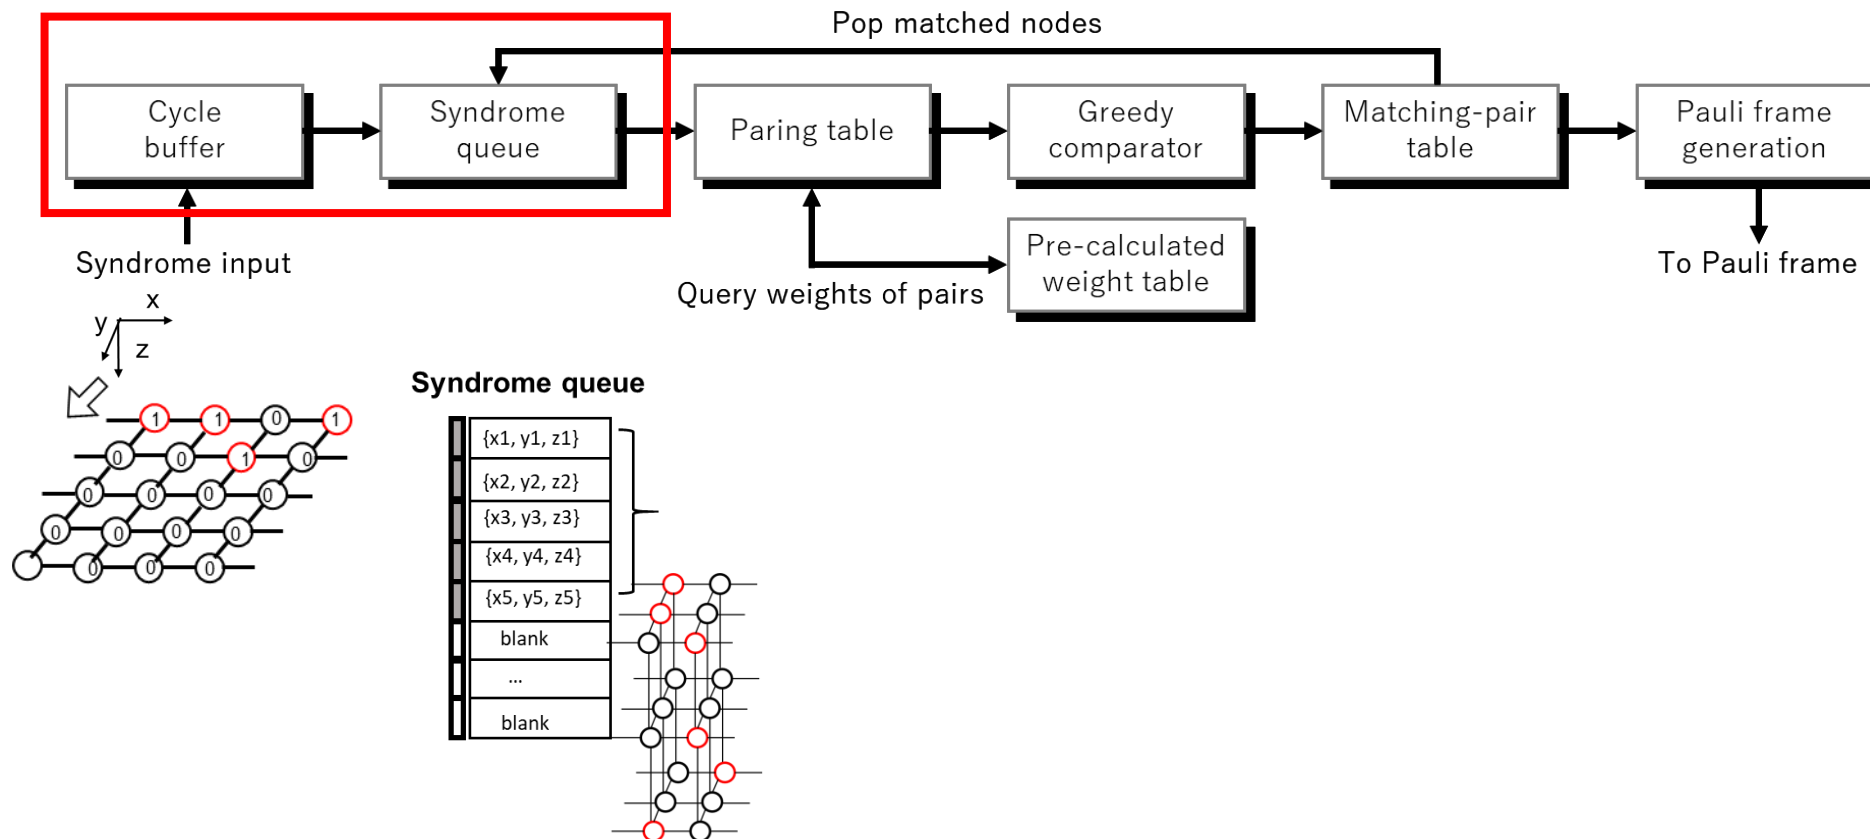 Pop matched nodes
Cycle
buffer
Syndrome
queue
Paring table
Greedy
comparator
Matching-pair
table
Pauli frame
generation
Syndrome input
Query weights of pairs
Pre-calculated
weight table
To Pauli frame
x
y
z
1 1 0 1
0 0 1 0
0 0 0 0
0 0 0 0
0 0 0
Syndrome queue
{x1, y1, z1}
{x2, y2, z2}
{x3, y3, z3}
{x4, y4, z4}
{x5, y5, z5}
blank
...
blank